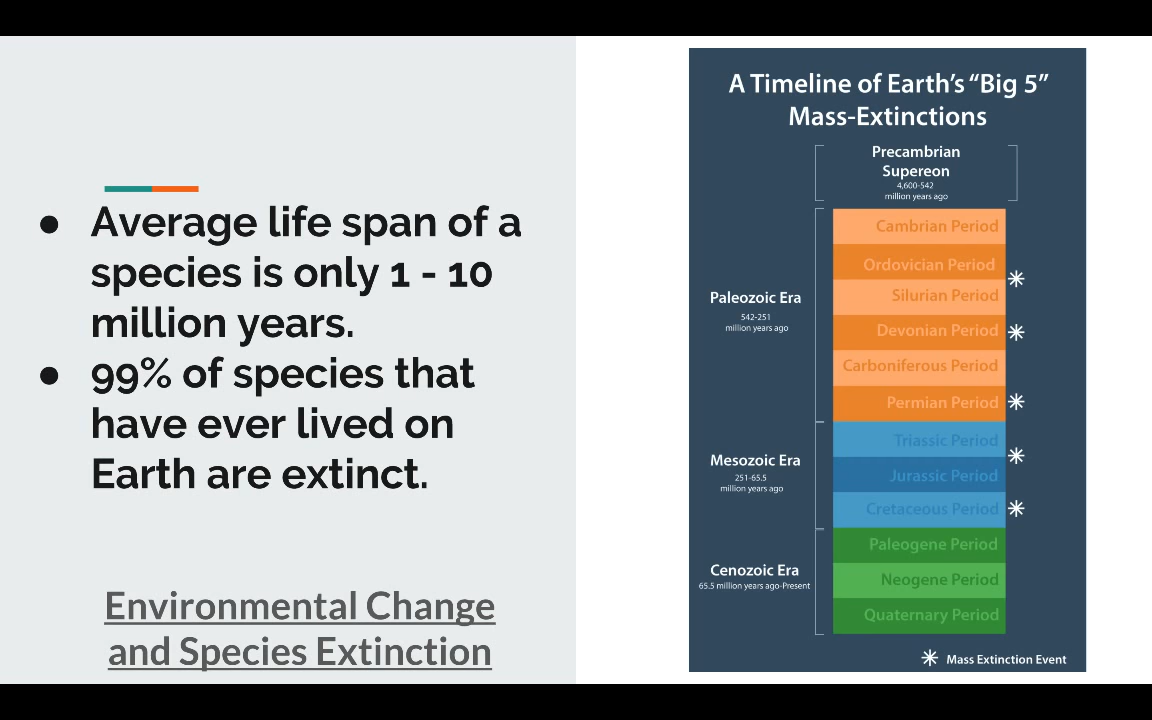 ● Average life span of a
species is only 1 - 10
million years.
● 99% of species that
have ever lived on
Earth are extinct.
Environmental Change
and Species Extinction
A Timeline of Earth's “Big 5”
Mass-Extinctions
Precambrian
Supereon
4,600-542
million years ago
Paleozoic Era
542-251
million years ago
Cambrian Period
Ordovician Period
Silurian Period
Devonian Period
Carboniferous Period
Permian Period
Mesozoic Era
251-65.5
million years ago
Triassic Period
Jurassic Period
Cretaceous Period
Cenozoic Era
65.5 million years ago-Present
Paleogene Period
Neogene Period
Quaternary Period
Mass Extinction Event